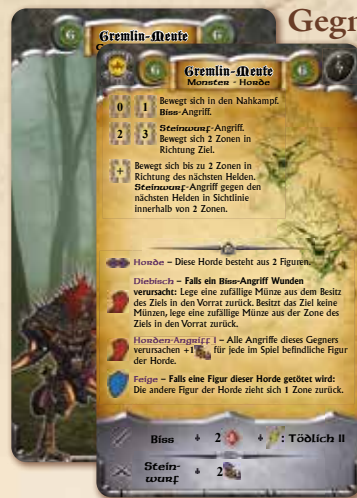 Gegn
G
Gremlin-Meute
G
G
Gremlin-Meute
Monster - Horde
G
0 1 Bewegt sich in den Nahkampf.
Biss-Angriff.
2 3 Steinwurf-Angriff.
Bewegt sich 2 Zonen in
Richtung Ziel.
+ Bewegt sich bis zu 2 Zonen in
Richtung des nächsten Helden.
Steinwurf-Angriff gegen den
nächsten Helden in Sichtlinie
innerhalb von 2 Zonen.
Horde – Diese Horde besteht aus 2 Figuren.
Diebisch – Falls ein Biss-Angriff Wunden
verursacht: Lege eine zufällige Münze aus dem Besitz
des Ziels in den Vorrat zurück. Besitzt das Ziel keine
Münzen, lege eine zufällige Münze aus der Zone des
Ziels in den Vorrat zurück.
Horden-Angriff I – Alle Angriffe dieses Gegners
verursachen +1 für jede im Spiel befindliche Figur
der Horde.
Feige – Falls eine Figur dieser Horde getötet wird:
Die andere Figur der Horde zieht sich 1 Zone zurück.
Biss 2 : Tödlich II
Stein-
wurf 2